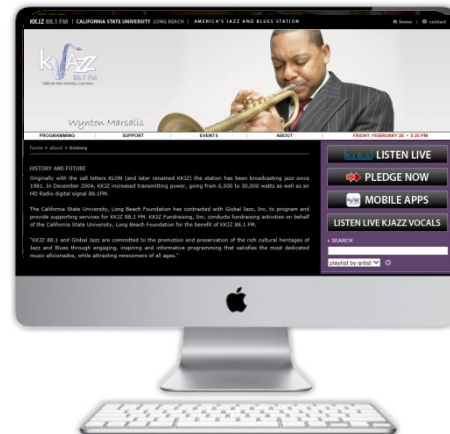 KKJZ 88.1 FM | CALIFORNIA STATE UNIVERSITY LONG BEACH | AMERICA'S JAZZ AND BLUES STATION
home | contact
kjAZZ
88.1 FM
California State University, Long Beach
Wynton Marsalis
PROGRAMMING | SUPPORT | EVENTS | ABOUT
home > about > history
HISTORY AND FUTURE
Originally with the call letters KLON (and later renamed KKJZ) the station has been broadcasting jazz since
1981. In December 2004, KKJZ increased transmitting power, going from 6,500 to 30,000 watts as well as an
HD Radio digital signal 88.1FM.
The California State University, Long Beach Foundation has contracted with Global Jazz, Inc. to program and
provide supporting services for KKJZ 88.1 FM. KKJZ Fundraising, Inc. conducts fundraising activities on behalf
of the California State University, Long Beach Foundation for the benefit of KKJZ 88.1 FM.
"KKJZ 88.1 and Global Jazz are committed to the promotion and preservation of the rich cultural heritages of
Jazz and Blues through engaging, inspiring and informative programming that satisfies the most dedicated
music aficionados, while attracting newcomers of all ages."
LISTEN LIVE
PLEDGE NOW
MOBILE APPS
LISTEN LIVE KJAZZ VOCALS
SEARCH
playlist by artist